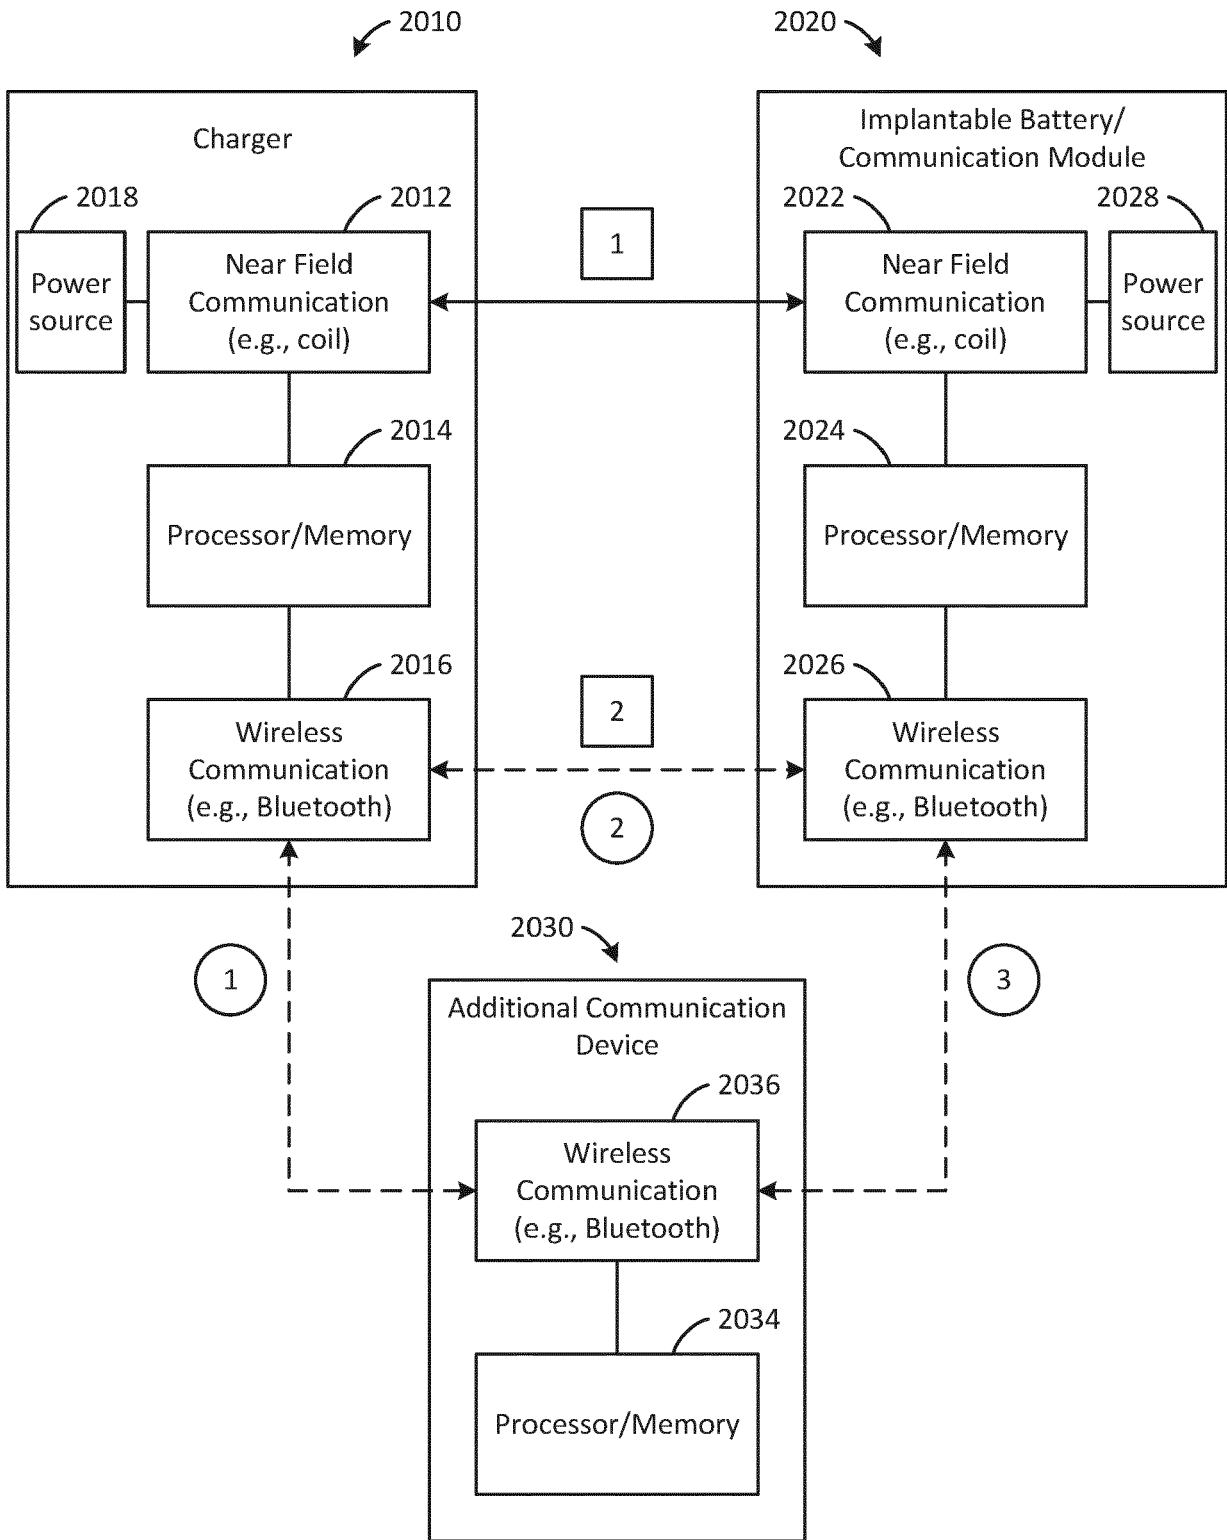 2010
2020
Charger
Implantable Battery/
Communication Module
2018
2012
2022
2028
Power
source
Near Field
Communication
(e.g., coil)
1
Near Field
Communication
(e.g., coil)
Power
source
2014
2024
Processor/Memory
Processor/Memory
2016
2026
Wireless
Communication
(e.g., Bluetooth)
2
2
Wireless
Communication
(e.g., Bluetooth)
2030
1
3
Additional Communication
Device
2036
Wireless
Communication
(e.g., Bluetooth)
2034
Processor/Memory